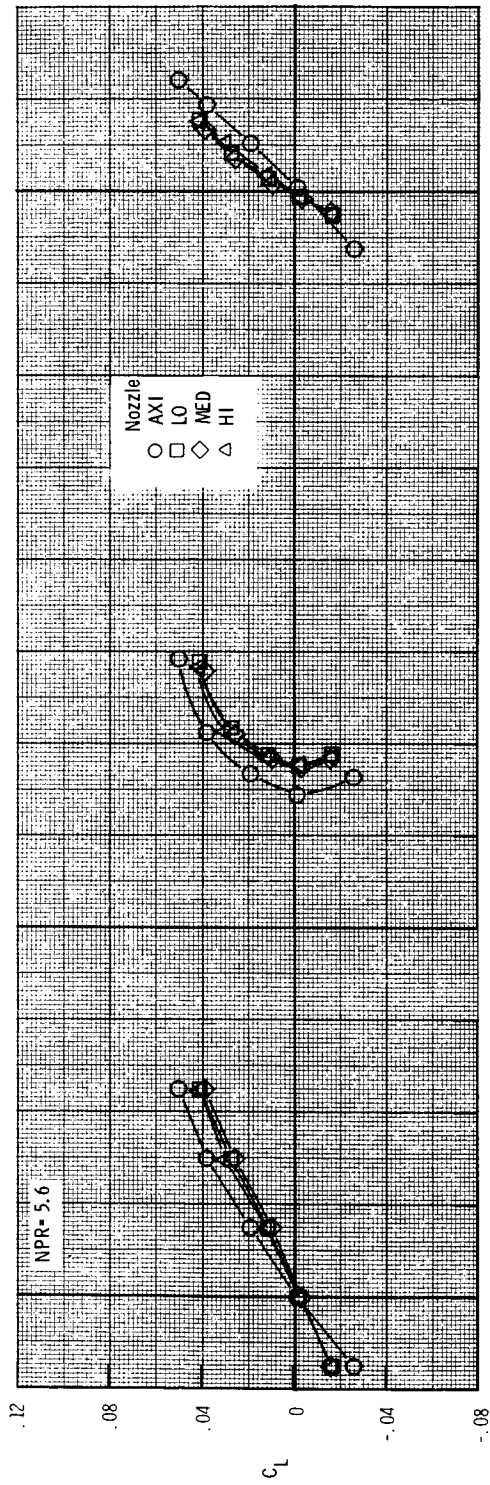 NPR= 5.6
Nozzle
AXI
LO
MED
HI
.12
.08
.04
0
-.04
-.08
C_L